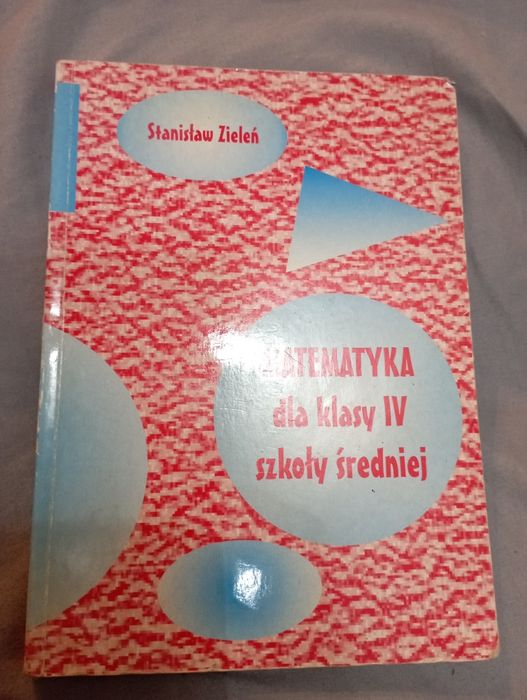 Stanisław Zieleń
MATEMATYKA
dla klasy IV
szkoły średniej